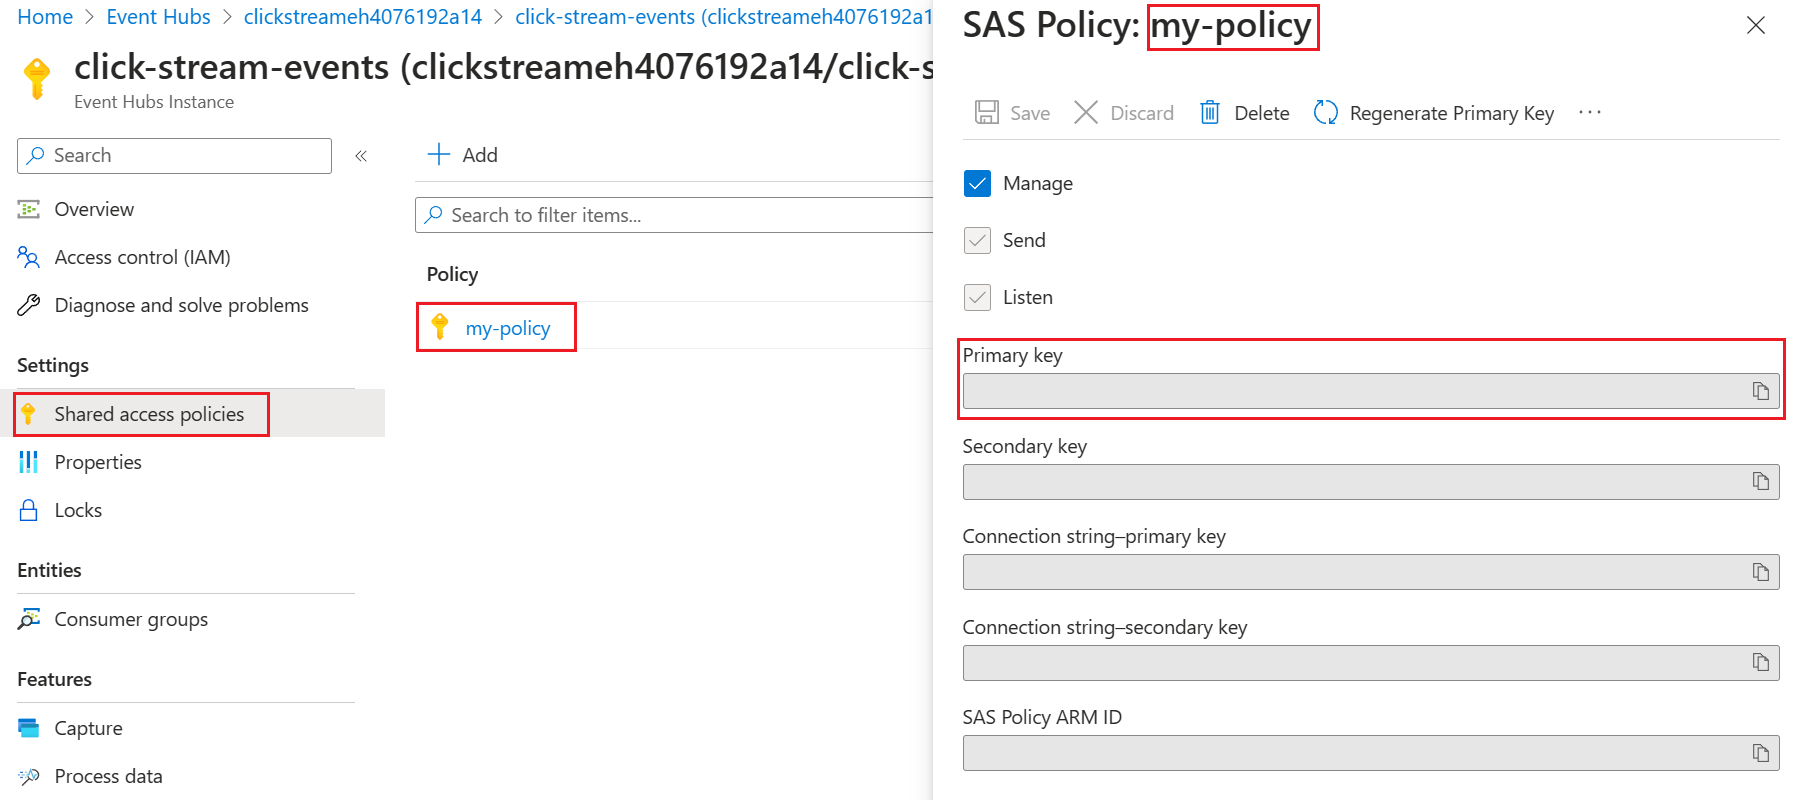 Home > Event Hubs > clickstreameh4076192a14 > click-stream-events (clickstreameh4076192a1
click-stream-events (clickstreameh4076192a14/click-s
Event Hubs Instance
Search
«
Overview
Access control (IAM)
Diagnose and solve problems
Settings
Shared access policies
Properties
Locks
Entities
Consumer groups
Features
Capture
Process data
Add
Search to filter items...
Policy
my-policy
SAS Policy: my-policy
Save Discard Delete Regenerate Primary Key ...
Manage
Send
Listen
Primary key
Secondary key
Connection string–primary key
Connection string–secondary key
SAS Policy ARM ID